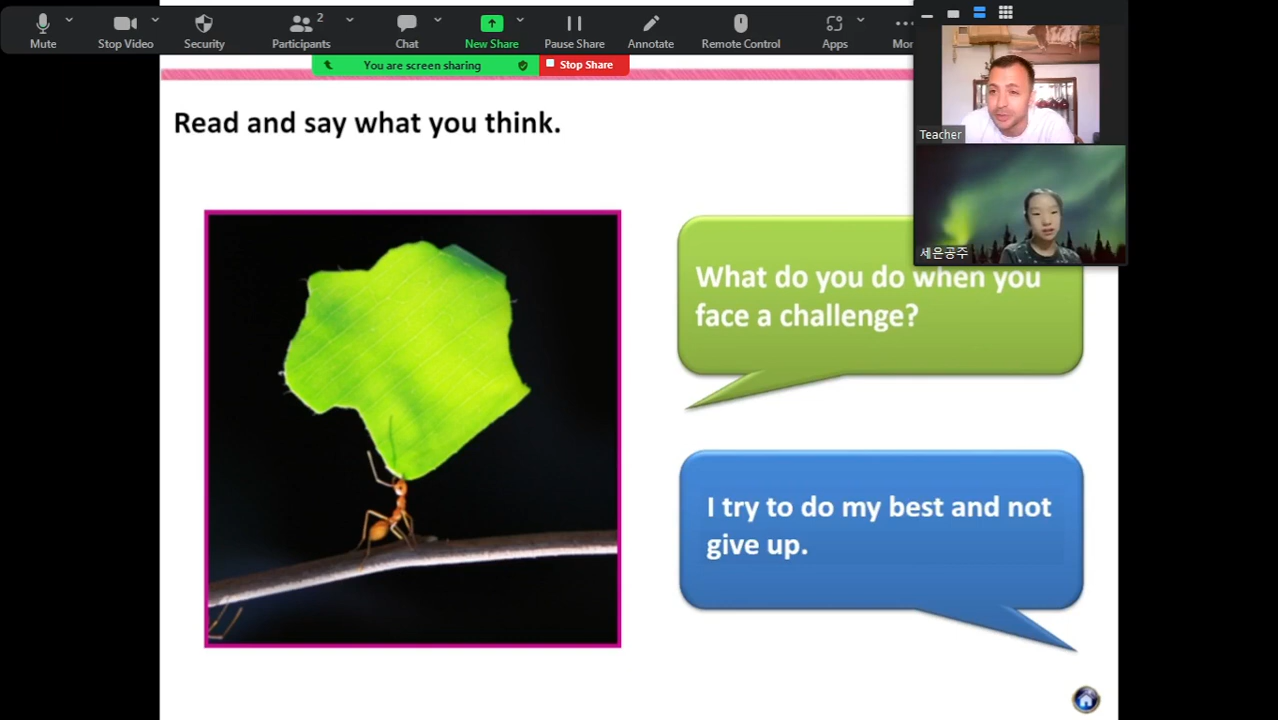 2
Mute
Stop Video
Security
Participants
Chat
New Share
Pause Share
Annotate
Remote Control
Apps
You are screen sharing
Stop Share
Teacher
세은공주
Read and say what you think.
What do you do when you
face a challenge?
I try to do my best and not
give up.